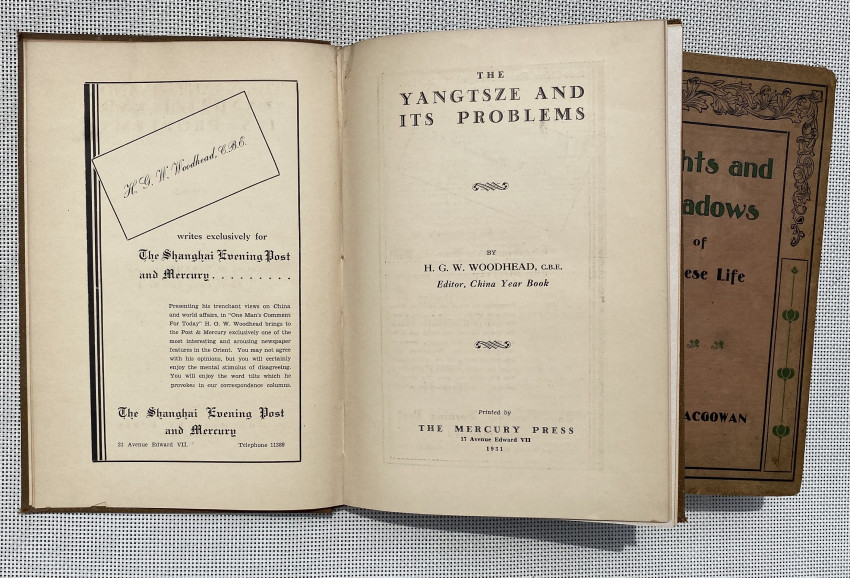 H. G. W. Woodhead, C.B.E.
writes exclusively for
The Shanghai Evening Post
and Mercury.........
Presenting his trenchant views on China
and world affairs, in "One Man's Comment
For Today" H. G. W. Woodhead brings to
the Post & Mercury exclusively one of the
most interesting and arousing newspaper
features in the Orient. You may not agree
with his opinions, but you will certainly
enjoy the mental stimulus of disagreeing.
You will enjoy the word tilts which he
provokes in our correspondence columns.
The Shanghai Evening Post
and Mercury
21 Avenue Edward VII. Telephone 11389
THE
YANGTSZE AND
ITS PROBLEMS
BY
H. G. W. WOODHEAD, C.B.E.
Editor, China Year Book
Printed by
THE MERCURY PRESS
17 Avenue Edward VII
1931
hts and
adows
of
ese Life
ACGOWAN